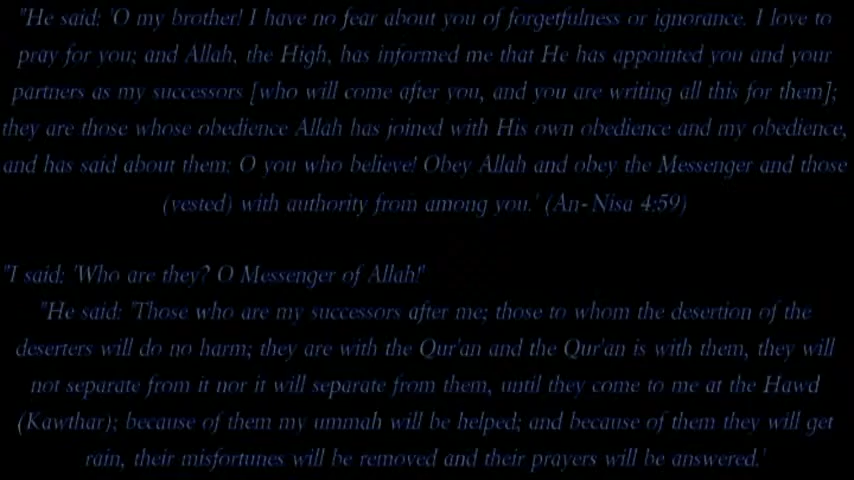 "He said: 'O my brother! I have no fear about you of forgetfulness or ignorance. I love to
pray for you; and Allah, the High, has informed me that He has appointed you and your
partners as my successors [who will come after you, and you are writing all this for them];
they are those whose obedience Allah has joined with His own obedience and my obedience,
and has said about them: O you who believe! Obey Allah and obey the Messenger and those
(vested) with authority from among you.' (An-Nisa 4:59)
"I said: 'Who are they? O Messenger of Allah!'
"He said: 'Those who are my successors after me; those to whom the desertion of the
deserters will do no harm; they are with the Qur'an and the Qur'an is with them, they will
not separate from it nor it will separate from them, until they come to me at the Hawd
(Kawthar); because of them my ummah will be helped; and because of them they will get
rain, their misfortunes will be removed and their prayers will be answered.'